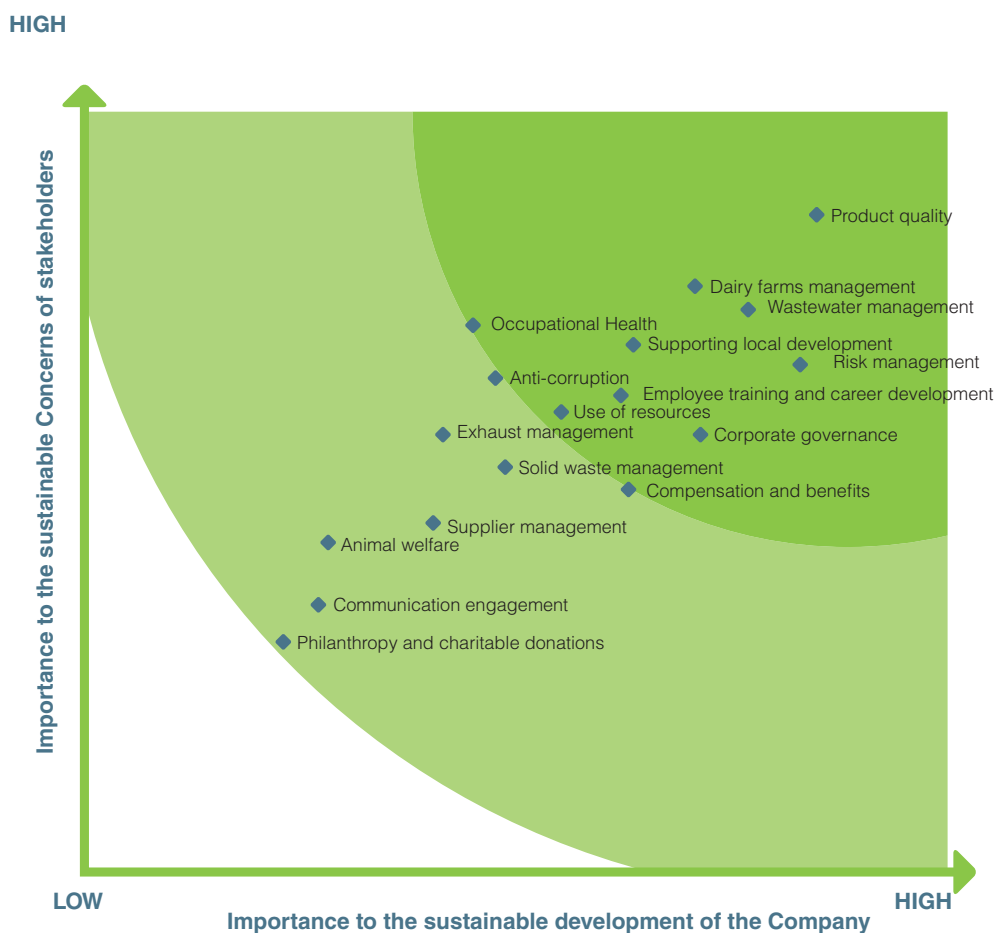 HIGH
Importance to the sustainable Concerns of stakeholders
Product quality
Dairy farms management
Wastewater management
Occupational Health
Supporting local development
Risk management
Anti-corruption
Employee training and career development
Use of resources
Exhaust management
Corporate governance
Solid waste management
Compensation and benefits
Supplier management
Animal welfare
Communication engagement
Philanthropy and charitable donations
LOW
HIGH
Importance to the sustainable development of the Company